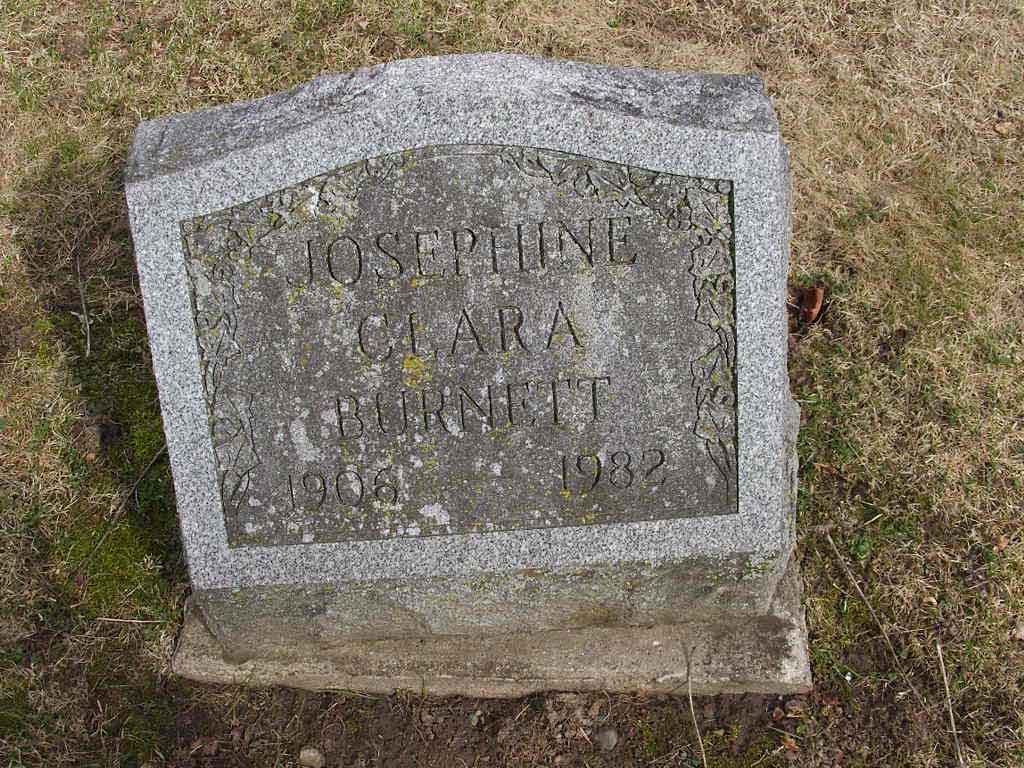 JOSEPHINE
CLARA
BURNETT
1906 1982